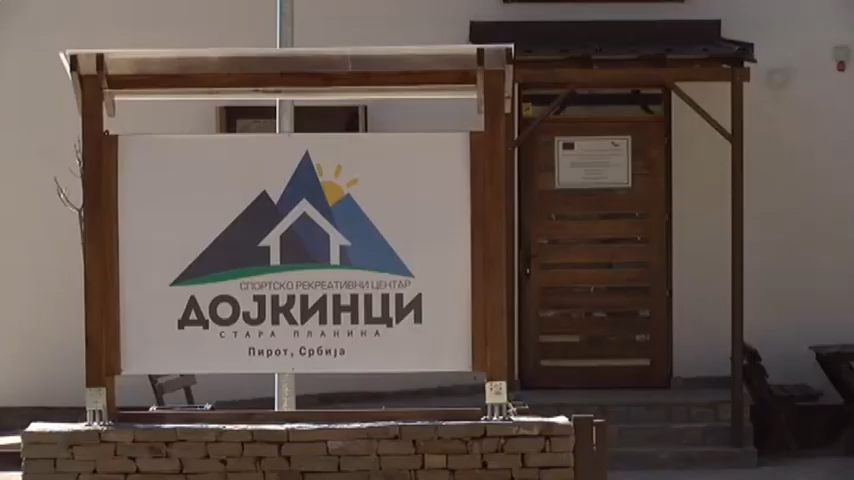 СПОРТСКО РЕКРЕАТИВНИ ЦЕНТАР
ДОЈКИНЦИ
СТАРА ПЛАНИНА
Пирот, Србија